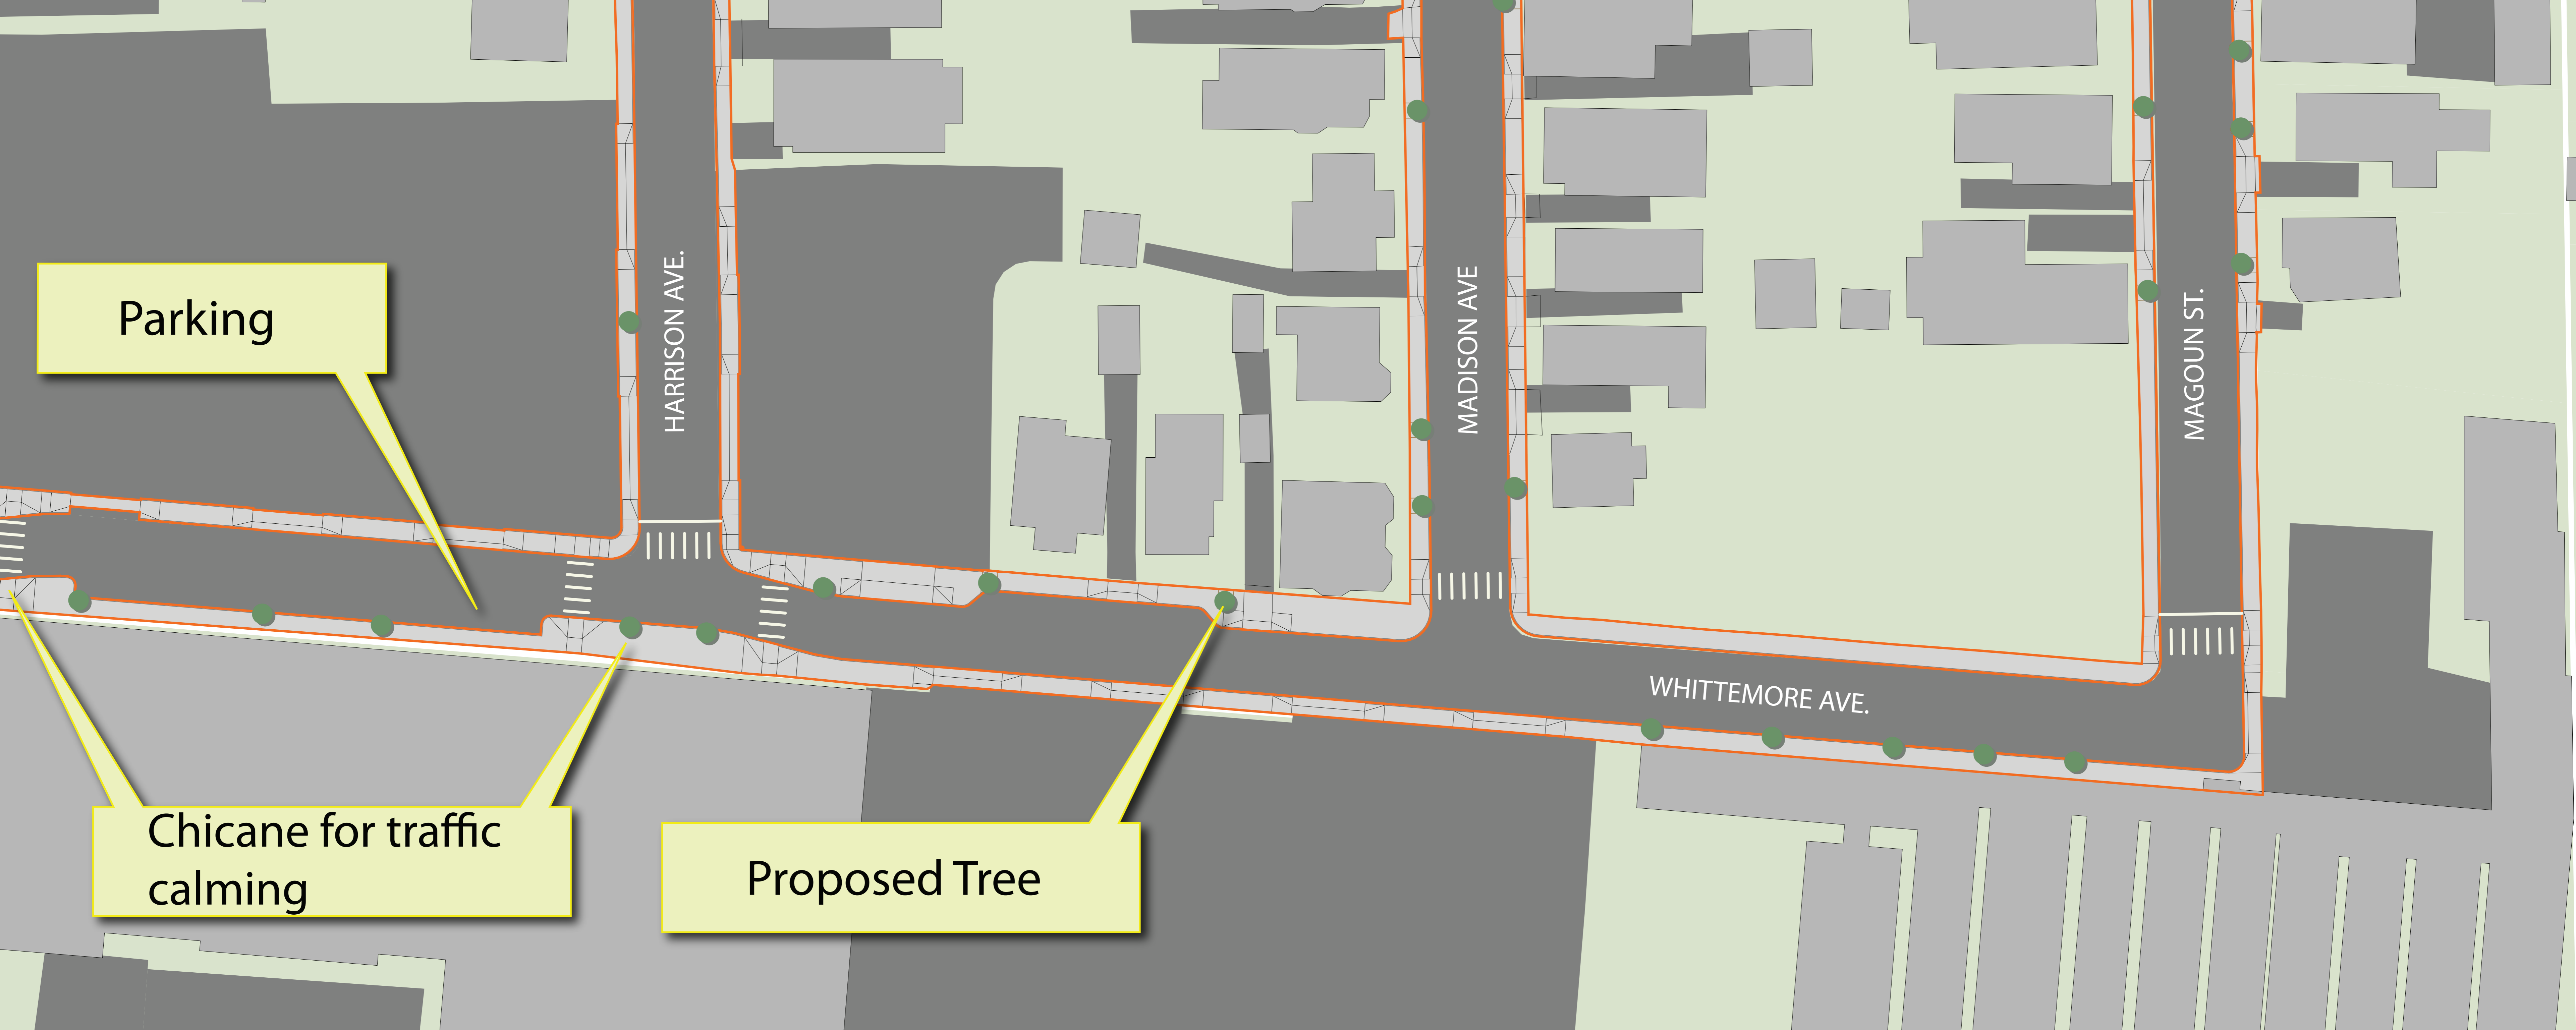 HARRISON AVE.
MADISON AVE
MAGOUN ST.
Parking
WHITTEMORE AVE.
Chicane for traffic
calming
Proposed Tree